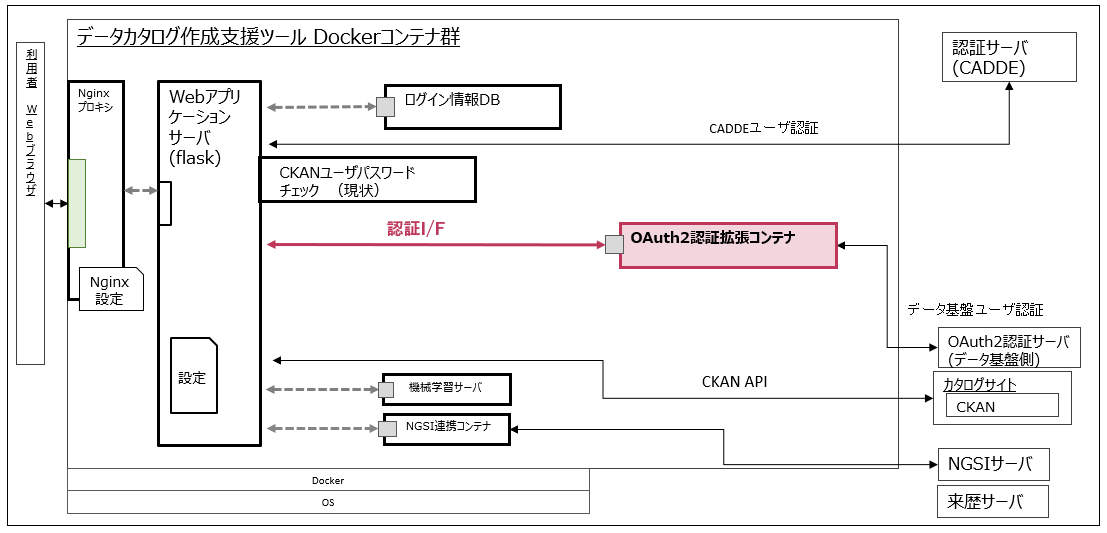 データカタログ作成支援ツール Dockerコンテナ群
利用者 Webブラウザ
Nginx
プロキシ
Webアプリ
ケーション
サーバ
(flask)
ログイン情報DB
認証サーバ
(CADDE)
CADDEユーザ認証
CKANユーザパスワード
チェック （現状）
認証I/F
OAuth2認証拡張コンテナ
Nginx
設定
データ基盤ユーザ認証
OAuth2認証サーバ
(データ基盤側)
設定
機械学習サーバ
CKAN API
カタログサイト
CKAN
NGSI連携コンテナ
NGSIサーバ
来歴サーバ
Docker
OS